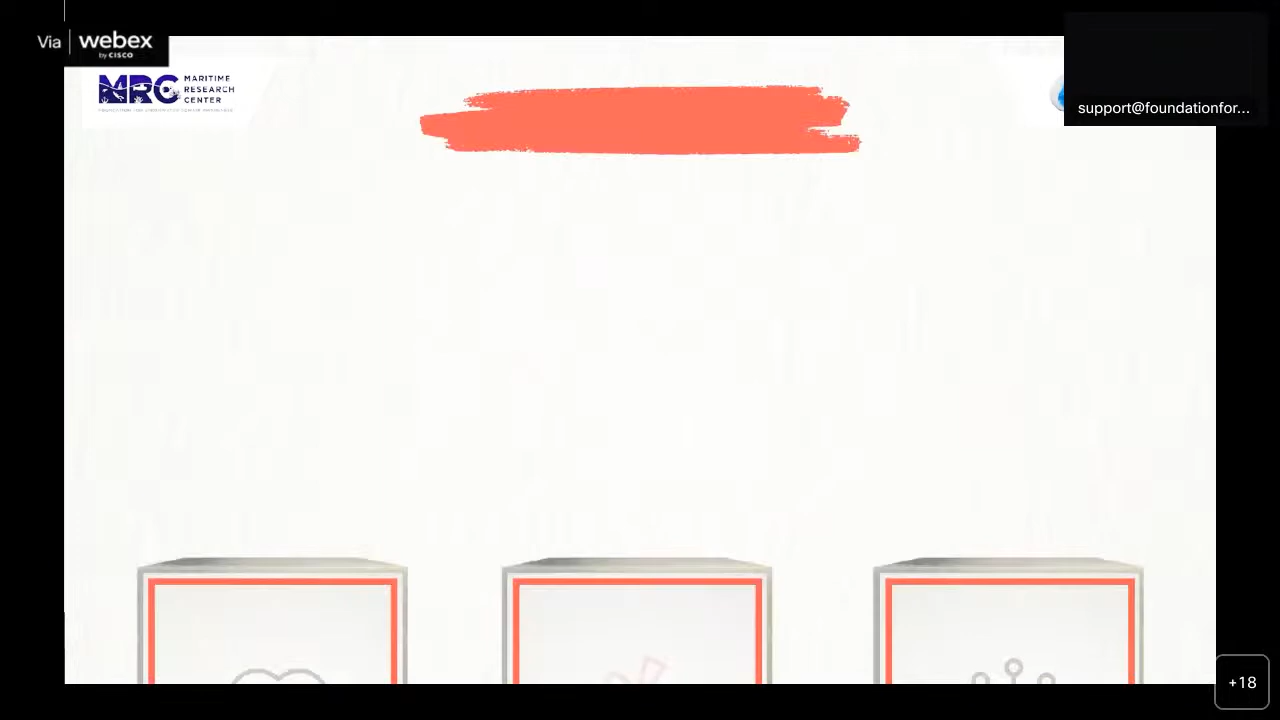 Via webex
by CISCO
MRC MARITIME
RESEARCH
CENTER
support@foundationfor...
+18